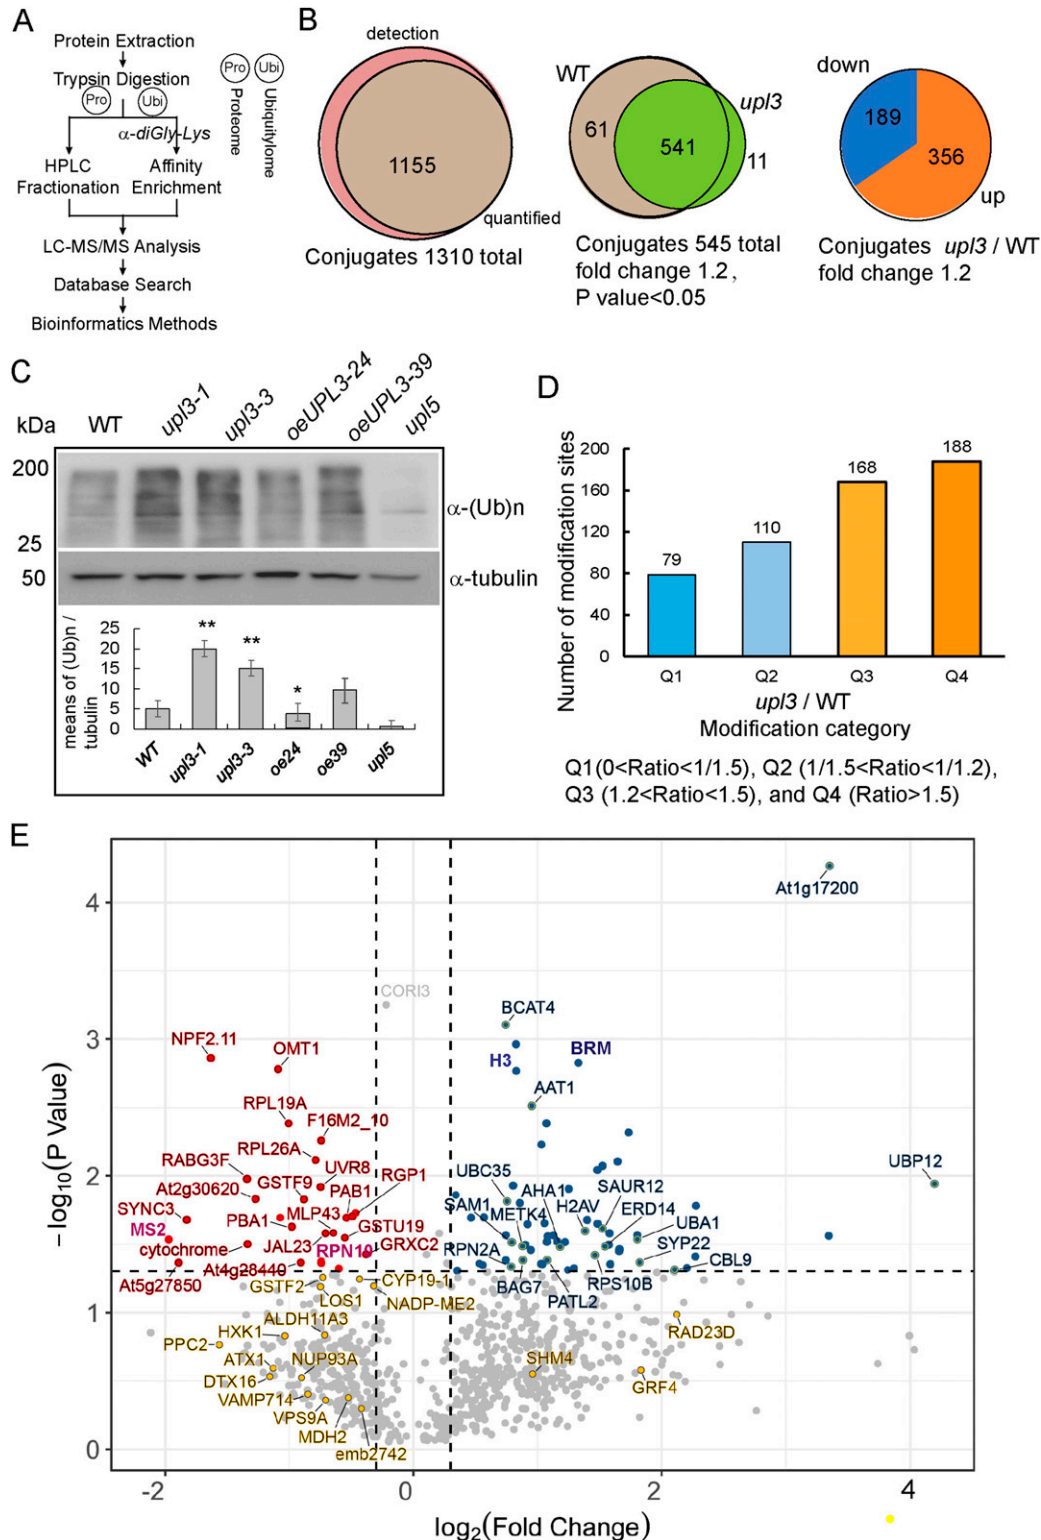 A
Protein Extraction
Trypsin Digestion
Pro
Ubi
α-diGly-Lys
HPLC
Fractionation
Affinity
Enrichment
LC-MS/MS Analysis
Database Search
Bioinformatics Methods
Pro
Ubi
Proteome
Ubiquitylome
B
detection
1155
quantified
Conjugates 1310 total
WT
upl3
61
541
11
Conjugates 545 total
fold change 1.2 ,
P value<0.05
down
189
356
up
Conjugates upl3 / WT
fold change 1.2
C
kDa
WT
upl3-1
upl3-3
oeUPL3-24
oeUPL3-39
upl5
200
25
50
α-(Ub)n
α-tubulin
means of (Ub)n /
tubulin
25
20
15
10
5
0
**
**
*
WT
upl3-1
upl3-3
oe24
oe39
upl5
D
Number of modification sites
200
160
120
80
40
0
79
110
168
188
Q1
Q2
Q3
Q4
upl3 / WT
Modification category
Q1(0<Ratio<1/1.5), Q2 (1/1.5<Ratio<1/1.2),
Q3 (1.2<Ratio<1.5), and Q4 (Ratio>1.5)
E
−log10(P Value)
4
3
2
1
0
At1g17200
CORI3
BCAT4
NPF2.11
OMT1
H3
BRM
AAT1
RPL19A
F16M2_10
RPL26A
RABG3F
UVR8
RGP1
UBC35
UBP12
At2g30620
GSTF9
PAB1
SAM1
AHA1
SAUR12
SYNC3
MLP43
METK4
H2AV
ERD14
MS2
PBA1
GSTU19
UBA1
cytochrome
JAL23
RPN10
GRXC2
RPN2A
SYP22
At5g27850
At4g28440
BAG7
RPS10B
CBL9
GSTF2
CYP19-1
PATL2
LOS1
NADP-ME2
ALDH11A3
HXK1
RAD23D
PPC2
ATX1
NUP93A
SHM4
DTX16
GRF4
VAMP714
VPS9A
MDH2
emb2742
-2
0
2
4
log2(Fold Change)